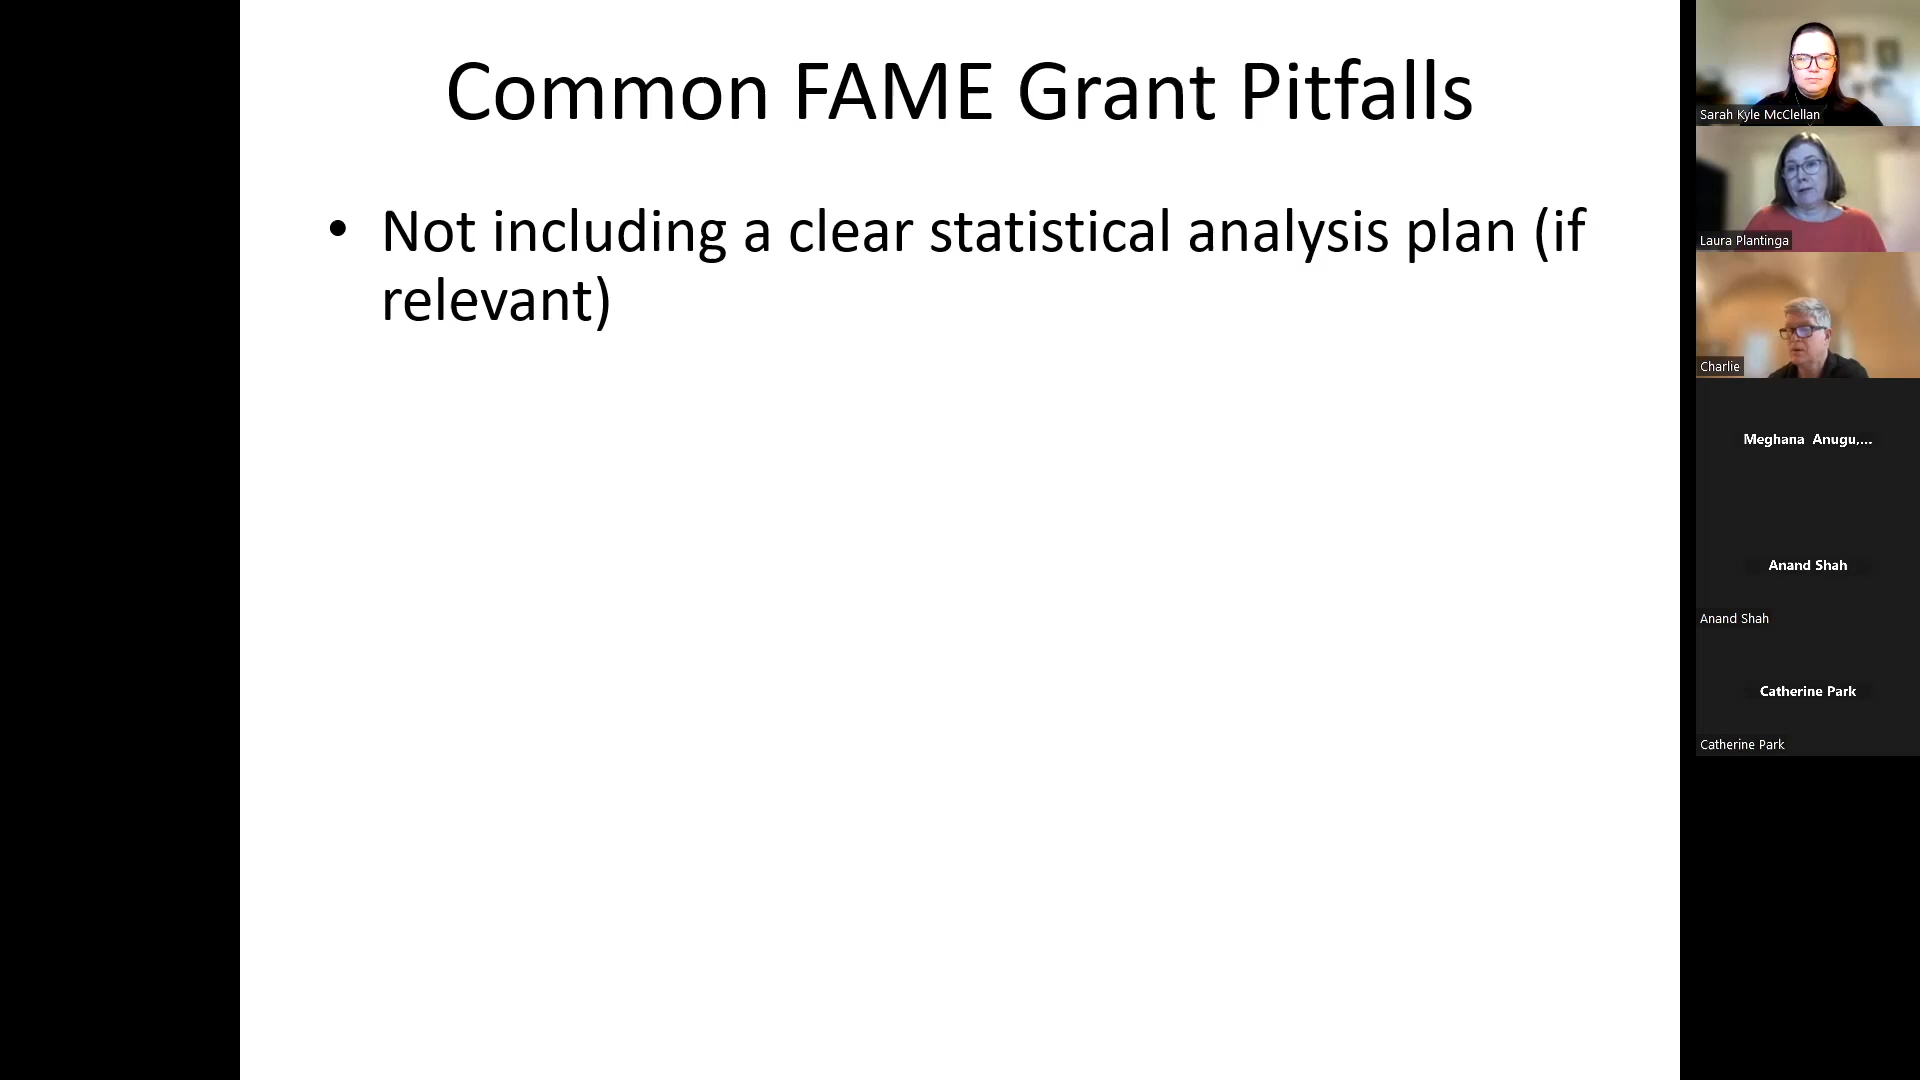 Common FAME Grant Pitfalls
• Not including a clear statistical analysis plan (if
relevant)
Sarah Kyle McClellan
Laura Plantinga
Charlie
Meghana Anugu,...
Anand Shah
Anand Shah
Catherine Park
Catherine Park